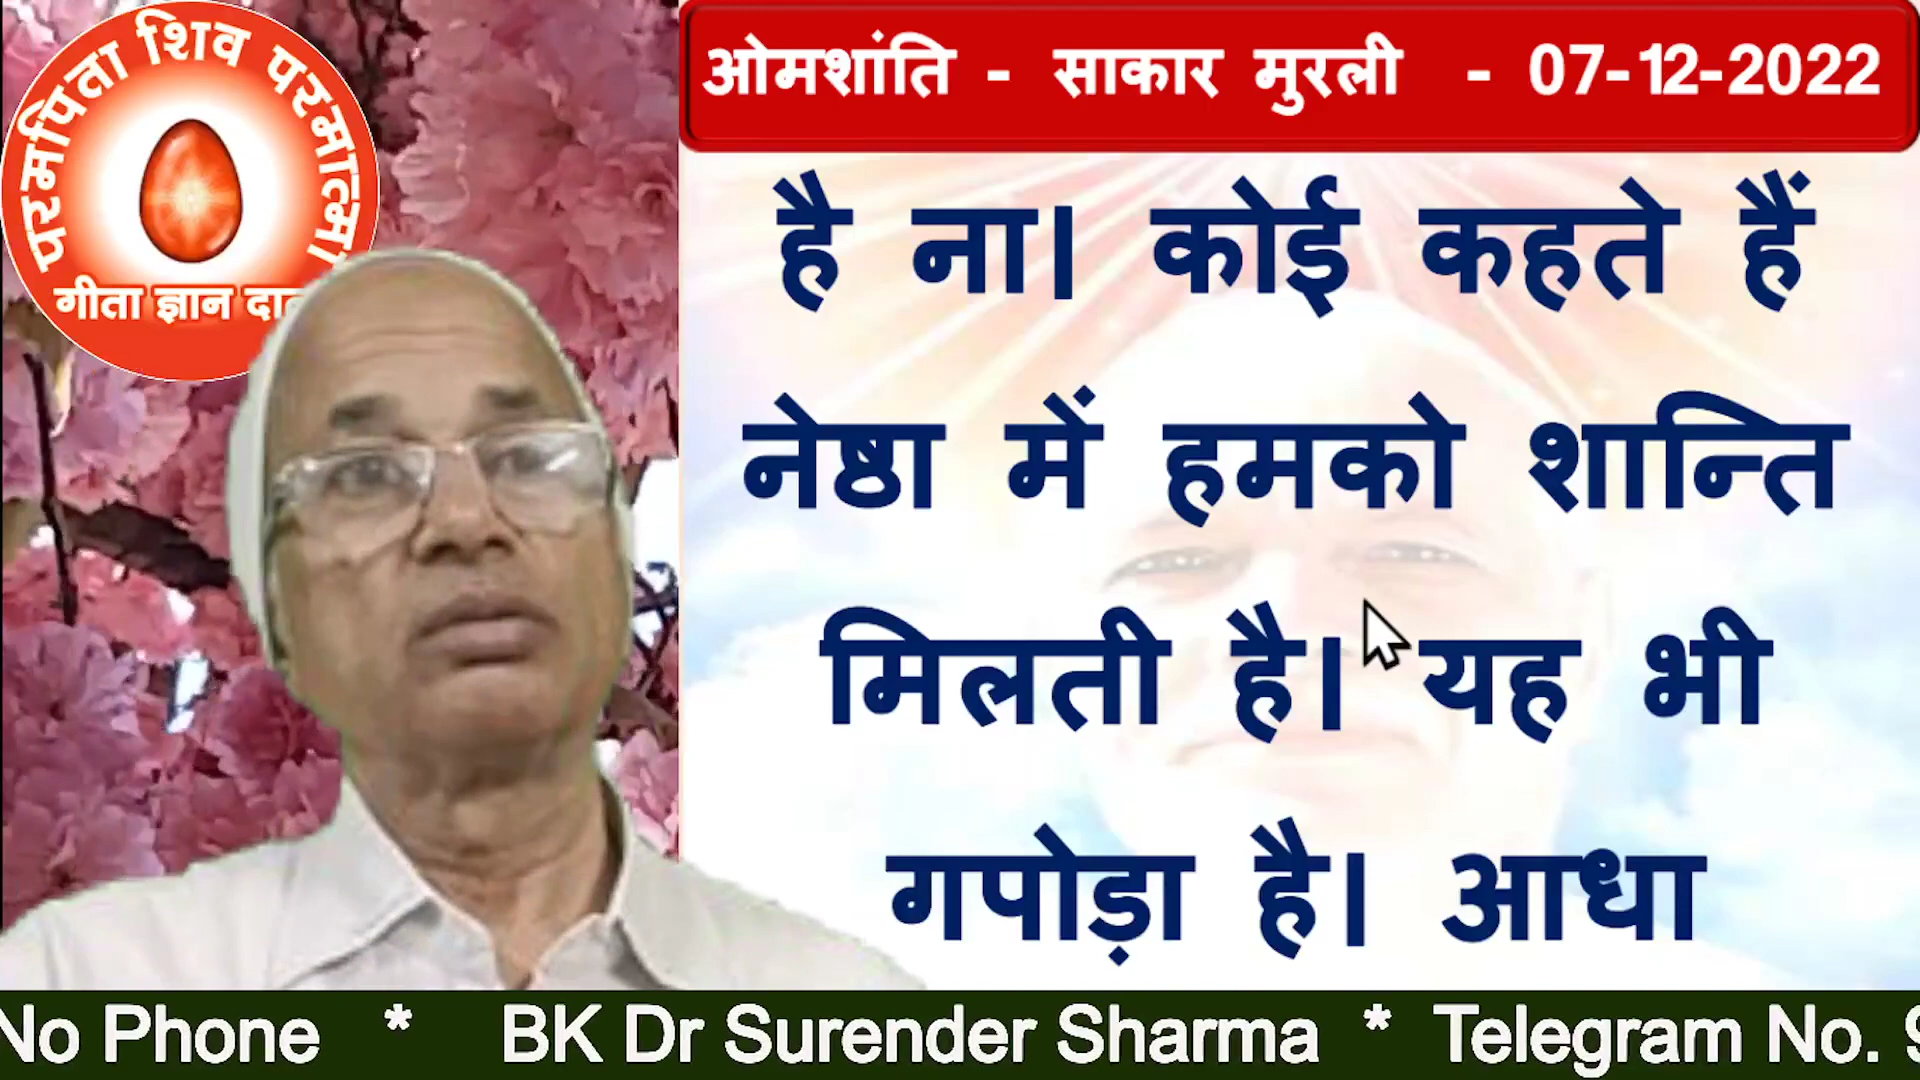 परमपिता शिव परमात्मा
गीता ज्ञान
ओमशांति - साकार मुरली - 07-12-2022
है ना। कोई कहते हैं
नेष्ठा में हमको शान्ति
मिलती है। यह भी
गपोड़ा है। आधा
No Phone * BK Dr Surender Sharma * Telegram No. 9